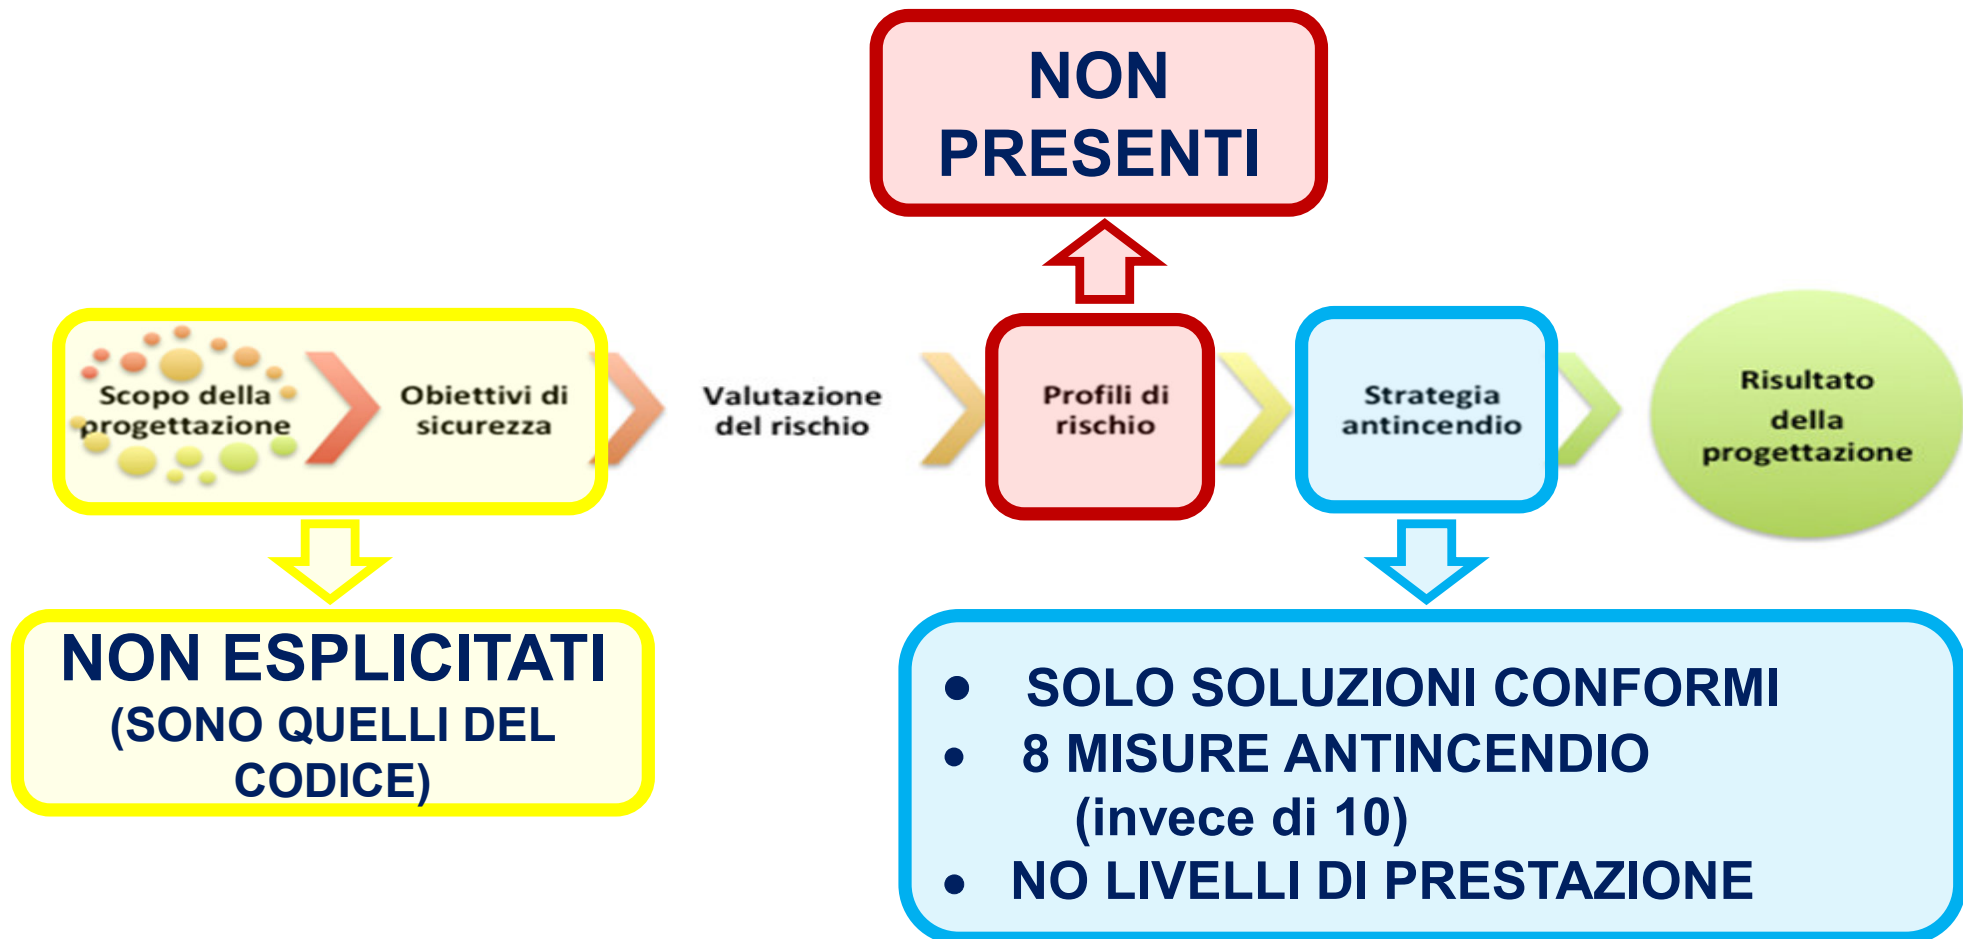 NON
PRESENTI
Scopo della
progettazione
Obiettivi di
sicurezza
Valutazione
del rischio
Profili di
rischio
Strategia
antincendio
Risultato
della
progettazione
NON ESPLICITATI
(SONO QUELLI DEL
CODICE)
• SOLO SOLUZIONI CONFORMI
• 8 MISURE ANTINCENDIO
(invece di 10)
• NO LIVELLI DI PRESTAZIONE